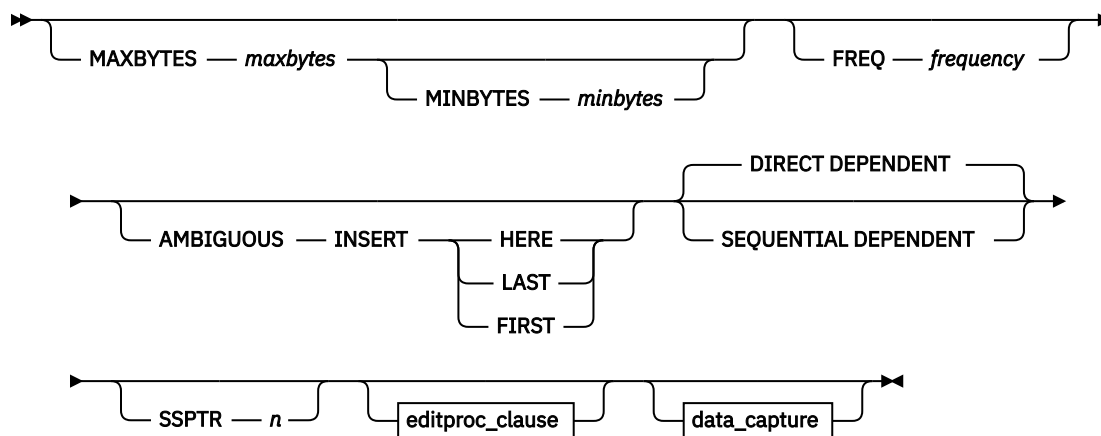 MAXBYTES maxbytes FREQ frequency
MINBYTES minbytes
DIRECT DEPENDENT
AMBIGUOUS INSERT HERE SEQUENTIAL DEPENDENT
LAST
FIRST
SSPTR n editproc_clause data_capture